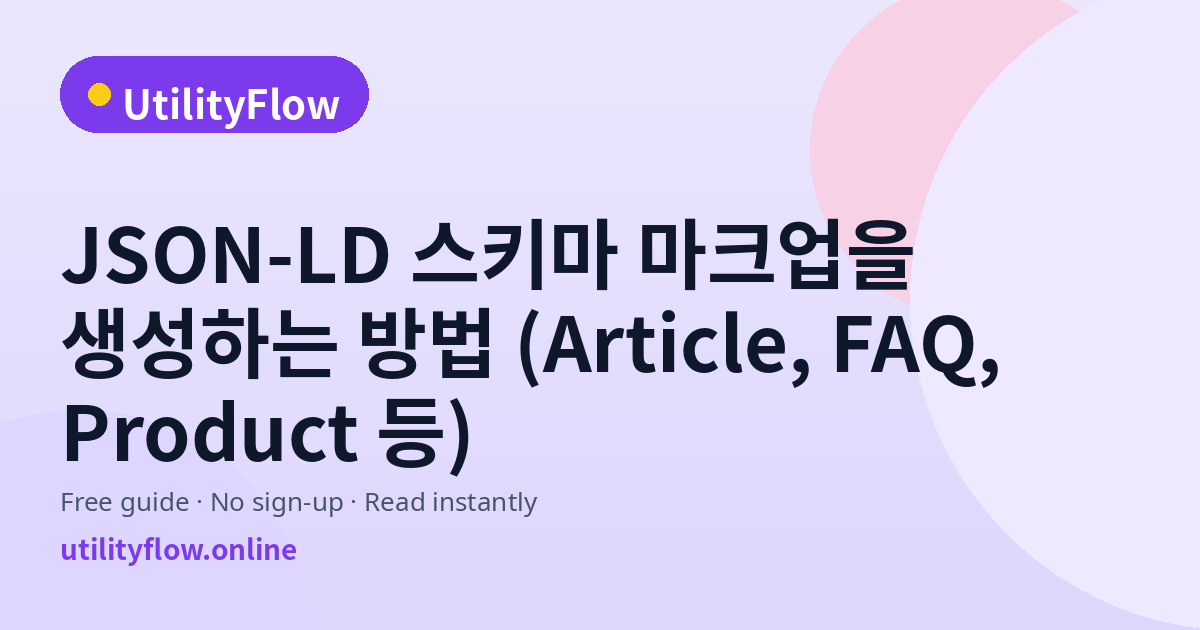 UtilityFlow
JSON-LD 스키마 마크업을
생성하는 방법 (Article, FAQ,
Product 등)
Free guide · No sign-up · Read instantly
utilityflow.online